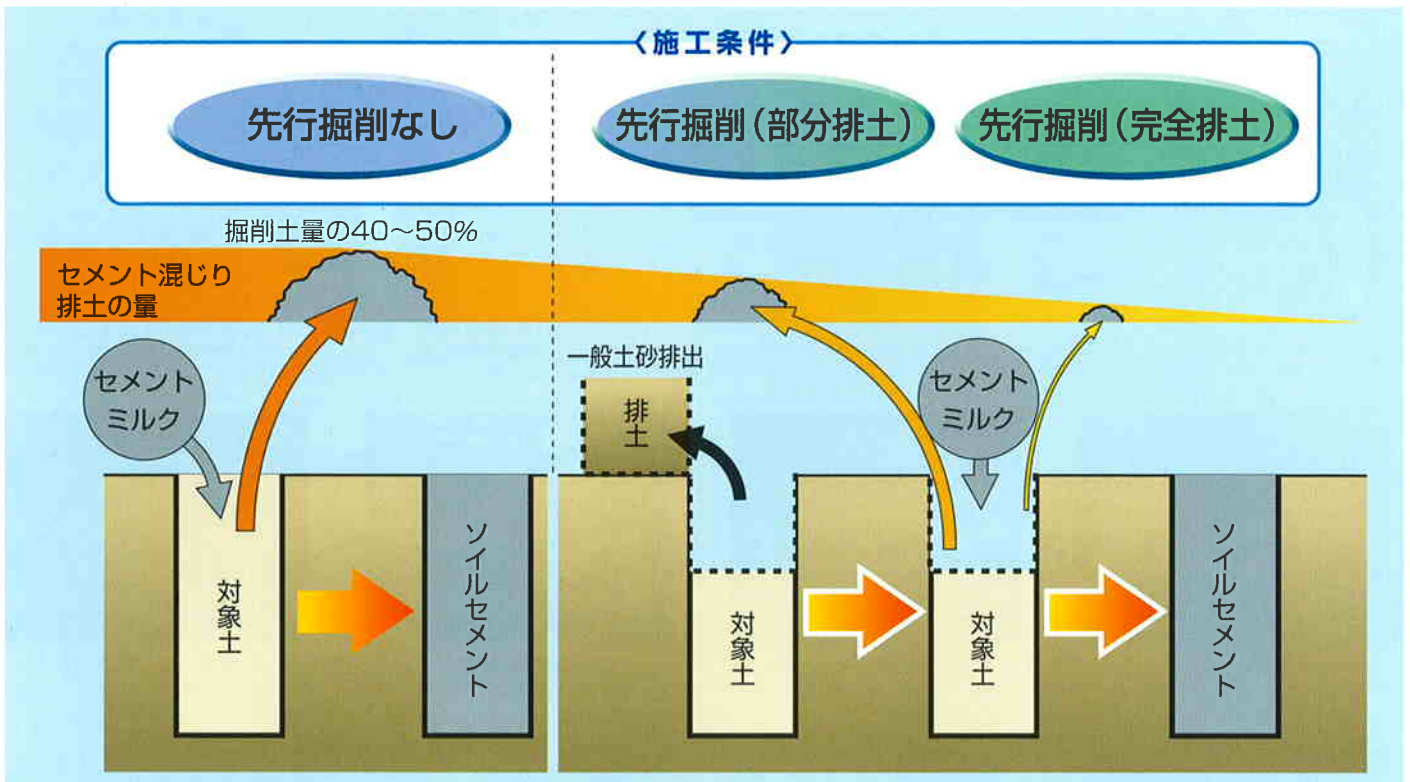 〈施工条件〉
先行掘削なし
先行掘削(部分排土)
先行掘削(完全排土)
掘削土量の40〜50%
セメント混じり
排土の量
セメント
ミルク
対象土
ソイルセメント
一般土砂排出
排土
対象土
セメント
ミルク
対象土
ソイルセメント